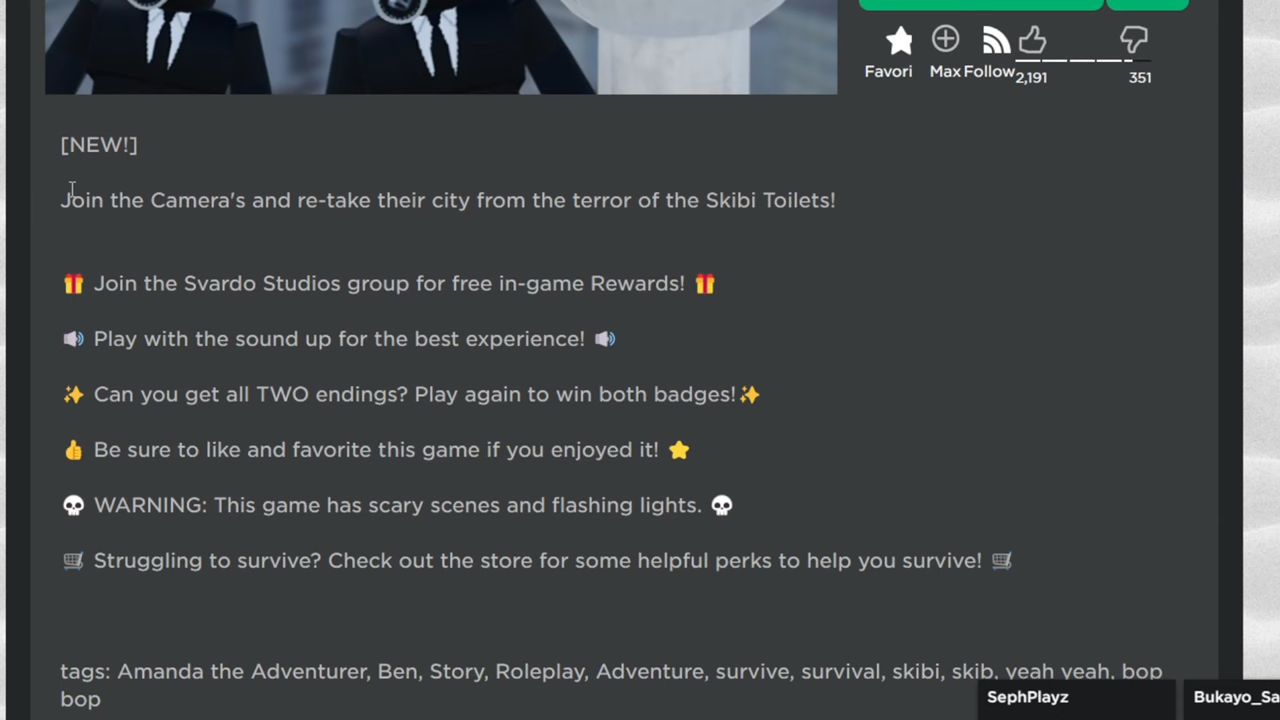 Favori Max Follow 2,191 351
[NEW!]
Join the Camera's and re-take their city from the terror of the Skibi Toilets!
🎁 Join the Svardo Studios group for free in-game Rewards! 🎁
🔊 Play with the sound up for the best experience! 🔊
✨ Can you get all TWO endings? Play again to win both badges!✨
👍 Be sure to like and favorite this game if you enjoyed it! ⭐
💀 WARNING: This game has scary scenes and flashing lights. 💀
🛒 Struggling to survive? Check out the store for some helpful perks to help you survive! 🛒
tags: Amanda the Adventurer, Ben, Story, Roleplay, Adventure, survive, survival, skibi, skib, yeah yeah, bop
bop
SephPlayz
Bukayo_Sa